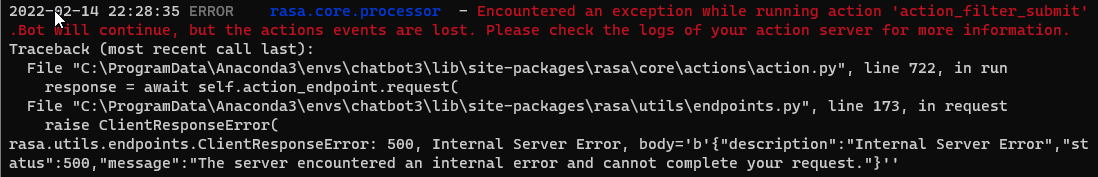 2022-02-14 22:28:35 ERROR    rasa.core.processor  - Encountered an exception while running action 'action_filter_submit'
.Bot will continue, but the actions events are lost. Please check the logs of your action server for more information.
Traceback (most recent call last):
  File "C:\ProgramData\Anaconda3\envs\chatbot3\lib\site-packages\rasa\core\actions\action.py", line 722, in run
    response = await self.action_endpoint.request(
  File "C:\ProgramData\Anaconda3\envs\chatbot3\lib\site-packages\rasa\utils\endpoints.py", line 173, in request
    raise ClientResponseError(
rasa.utils.endpoints.ClientResponseError: 500, Internal Server Error, body='b'{"description":"Internal Server Error","st
atus":500,"message":"The server encountered an internal error and cannot complete your request."}''